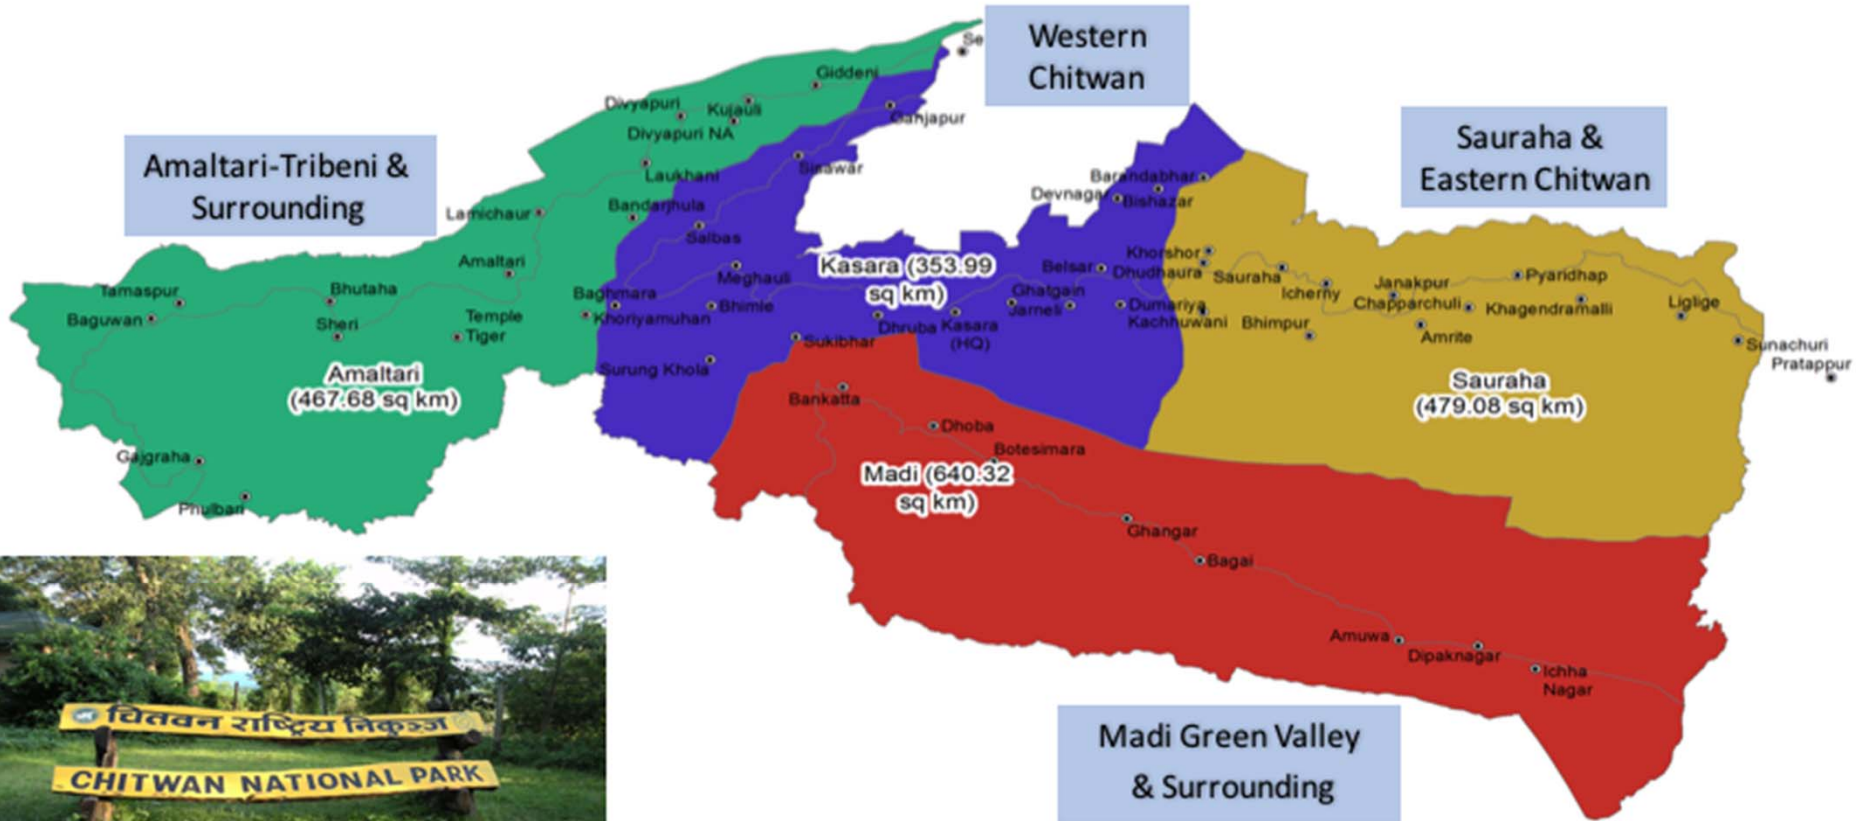 Western
Chitwan
Amaltari-Tribeni &
Surrounding
Sauraha &
Eastern Chitwan
Giddeni
Divyapuri
Kujauli
Divyapuri NA
Ganjapur
Laukhani
Lamichaur
Bandarjhula
Amaltari
Tamaspur
Bhutaha
Baguwan
Sheri
Temple
Tiger
Baghmara
Khoriyamuhan
Amaltari
(467.68 sq km)
Gajgraha
Phulbari
Salbas
Meghauli
Bhimle
Surung Khola
Sukibhar
Dhruba
Kasara
(HQ)
Kasara (353.99
sq km)
Barandabhar
Devnagar
Bishazar
Belsar
Ghatgain
Jarneli
Khorshor
Dhudhaura
Dumariya
Kachhuwani
Sauraha
Icherny
Janakpur
Chapparchuli
Pyaridhap
Khagendramalli
Bhimpur
Amrite
Liglige
Sunachuri
Pratappur
Sauraha
(479.08 sq km)
Bankatta
Dhoba
Botesimara
Madi (640.32
sq km)
Ghangar
Bagai
Amuwa
Dipaknagar
Ichha
Nagar
Madi Green Valley
& Surrounding
चितवन राष्ट्रिय निकुञ्ज
CHITWAN NATIONAL PARK